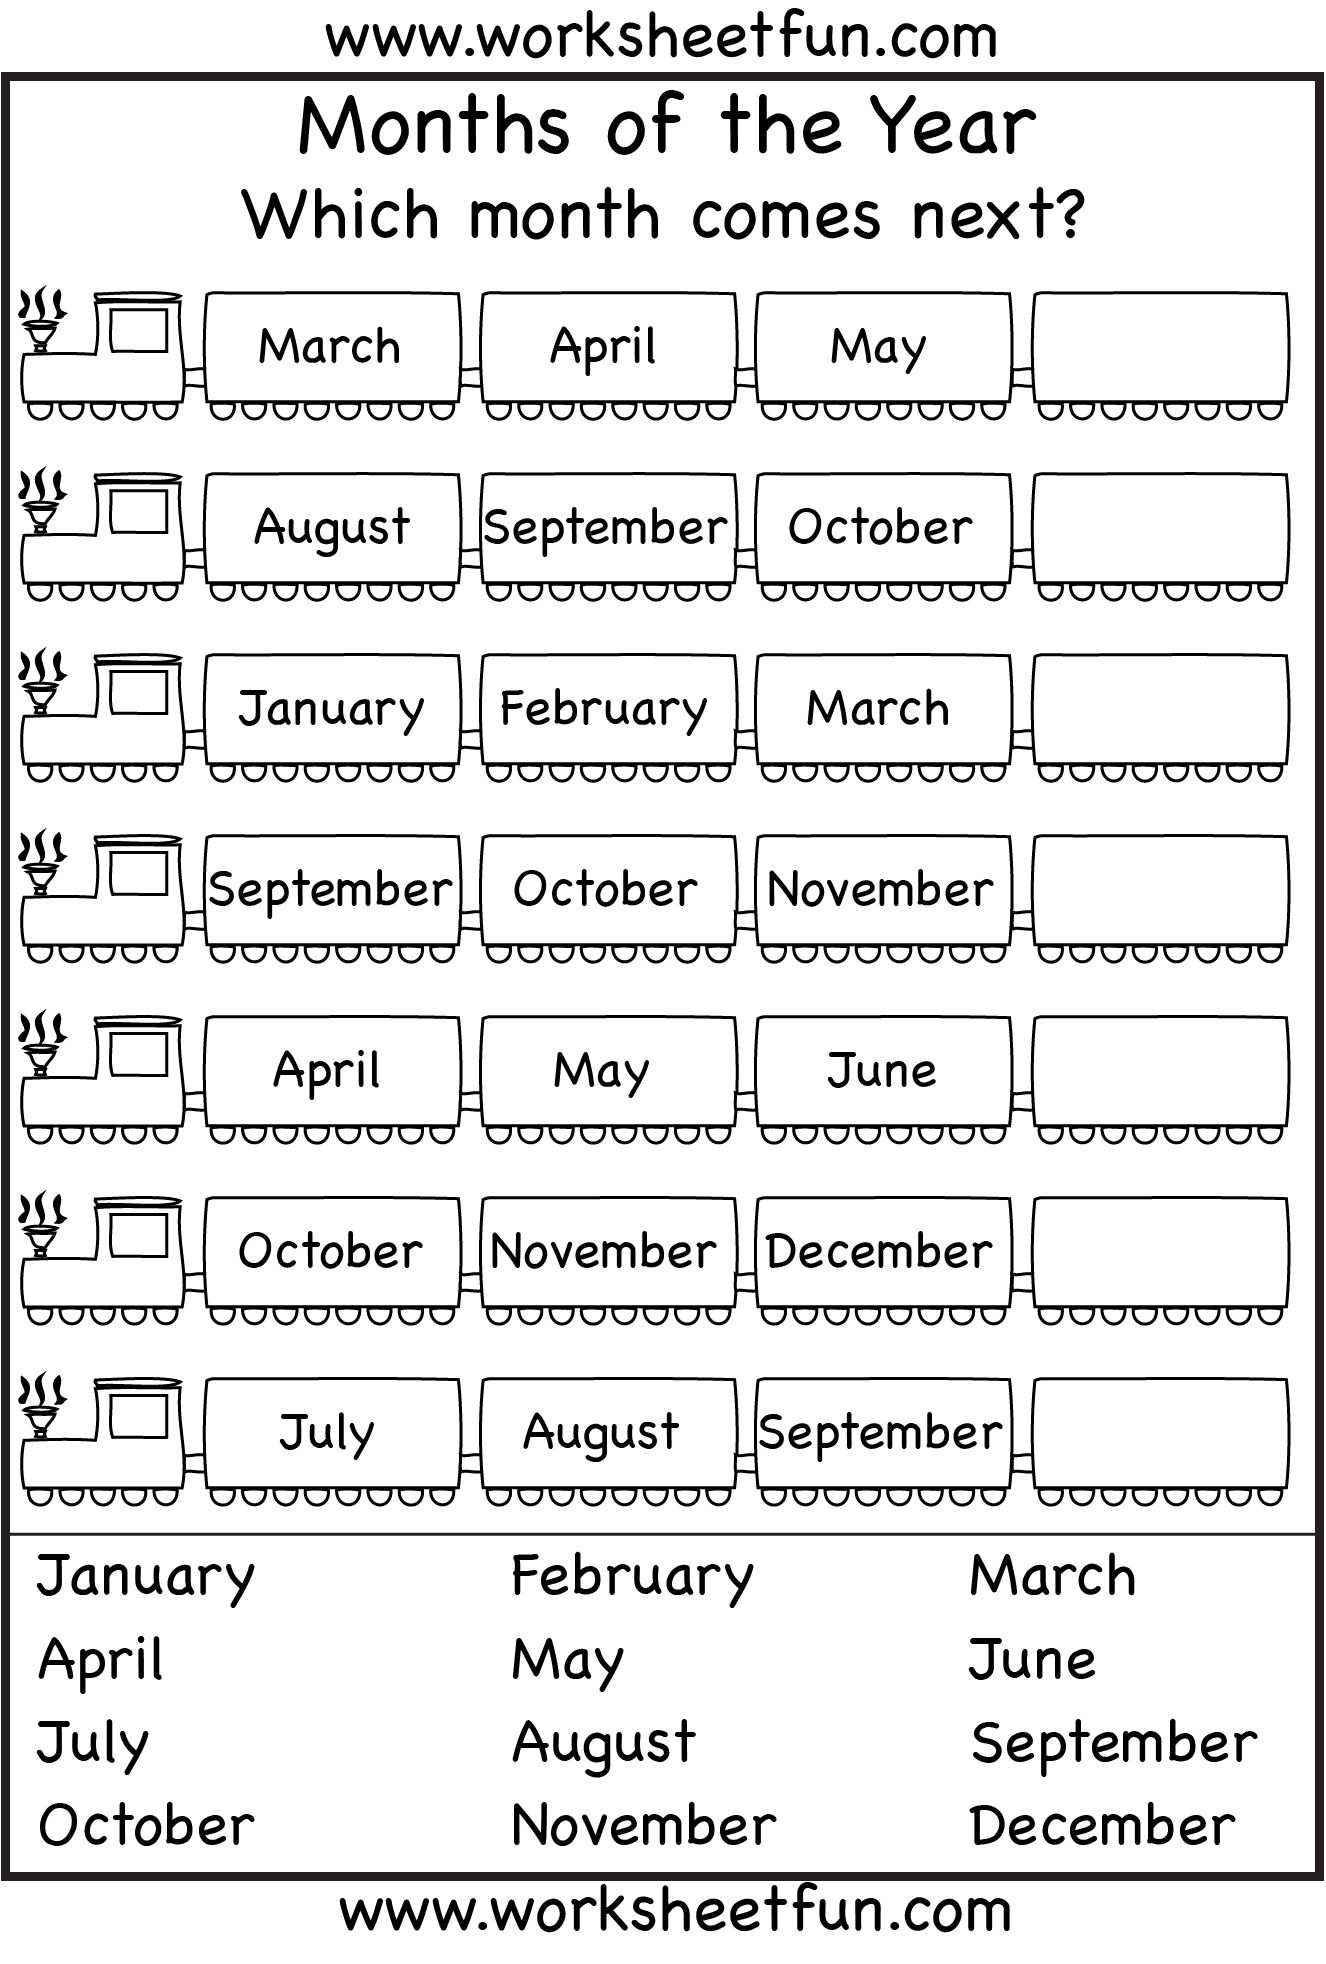 www.worksheetfun.com
Months of the Year
Which month comes next?
March April May
August September October
January February March
September October November
April May June
October November December
July August September
January February March
April May June
July August September
October November December
www.worksheetfun.com